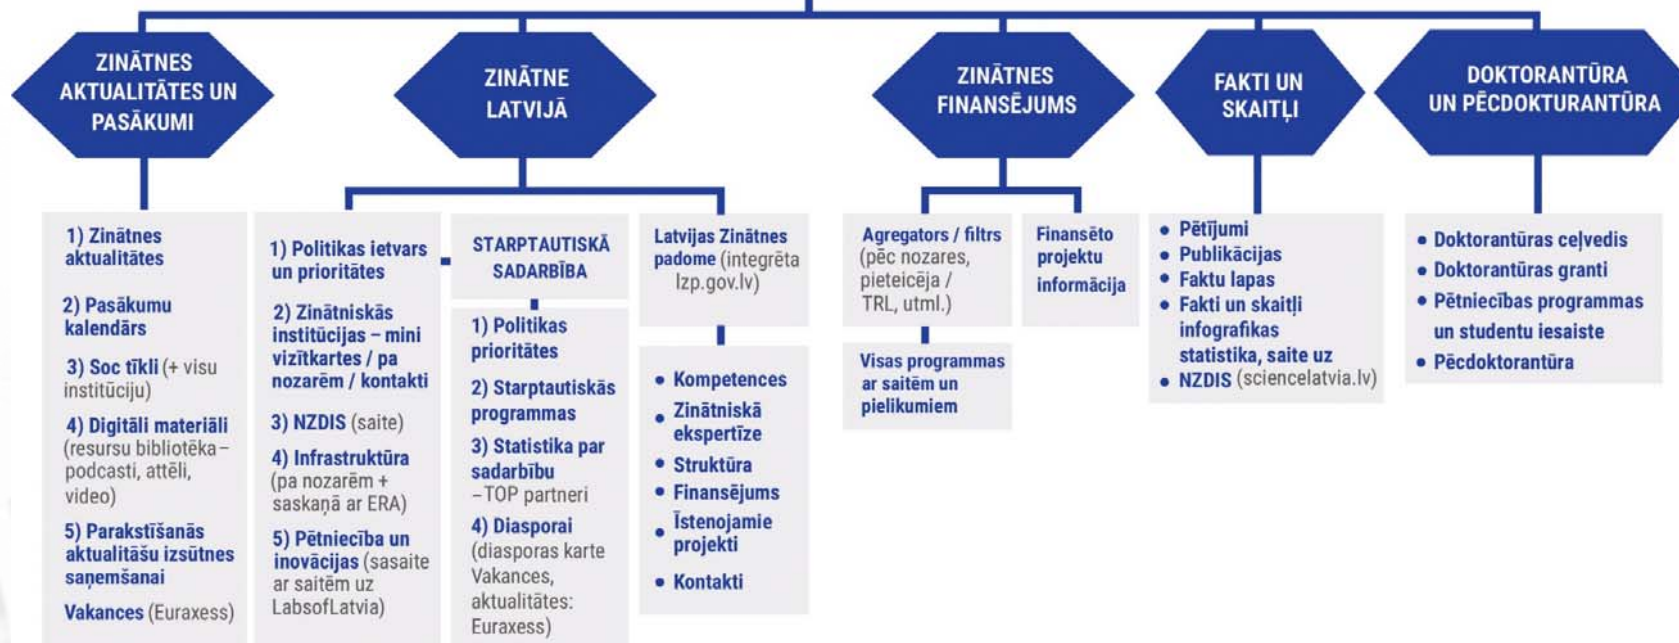 ZINĀTNES
AKTUALITĀTES UN
PASĀKUMI
ZINĀTNE
LATVIJĀ
ZINĀTNES
FINANSĒJUMS
FAKTI UN
SKAITĻI
DOKTORANTŪRA
UN PĒCDOKTURANTŪRA
1) Zinātnes
aktualitātes
2) Pasākumu
kalendārs
3) Soc tīkli (+ visu
institūciju)
4) Digitāli materiāli
(resursu bibliotēka –
podcasti, attēli,
video)
5) Parakstīšanās
aktualitāšu izsūtnes
saņemšanai
Vakances (Euraxess)
1) Politikas ietvars
un prioritātes
2) Zinātniskās
institūcijas – mini
vizītkartes / pa
nozarēm / kontakti
3) NZDIS (saite)
4) Infrastruktūra
(pa nozarēm +
saskaņā ar ERA)
5) Pētniecība un
inovācijas (sasaite
ar saitēm uz
LabsofLatvia)
STARPTAUTISKĀ
SADARBĪBA
1) Politikas
prioritātes
2) Starptautiskās
programmas
3) Statistika par
sadarbību
– TOP partneri
4) Diasporai
(diasporas karte
Vakances,
aktualitātes:
Euraxess)
Latvijas Zinātnes
padome (integrēta
lzp.gov.lv)
• Kompetences
• Zinātniskā
ekspertīze
• Struktūra
• Finansējums
• Īstenojamie
projekti
• Kontakti
Agregators / filtrs
(pēc nozares,
pieteicēja /
TRL, utml.)
Visas programmas
ar saitēm un
pielikumiem
Finansēto
projektu
informācija
• Pētījumi
• Publikācijas
• Faktu lapas
• Fakti un skaitļi
infografikas
statistika, saite uz
• NZDIS (sciencelatvia.lv)
• Doktorantūras ceļvedis
• Doktorantūras granti
• Pētniecības programmas
un studentu iesaiste
• Pēcdoktorantūra